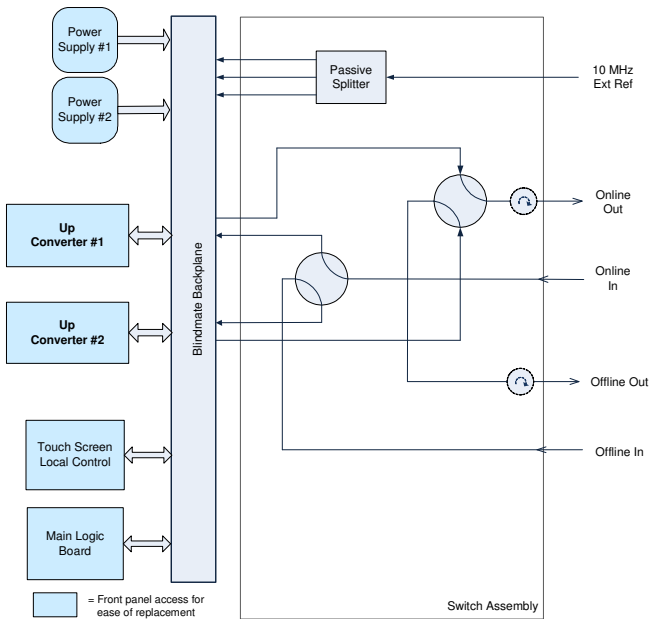 Power
Supply #1
Power
Supply #2
Passive
Splitter
10 MHz
Ext Ref
Up
Converter #1
Up
Converter #2
Blindmate Backplane
Online
Out
Online
In
Offline Out
Offline In
Touch Screen
Local Control
Main Logic
Board
= Front panel access for
ease of replacement
Switch Assembly